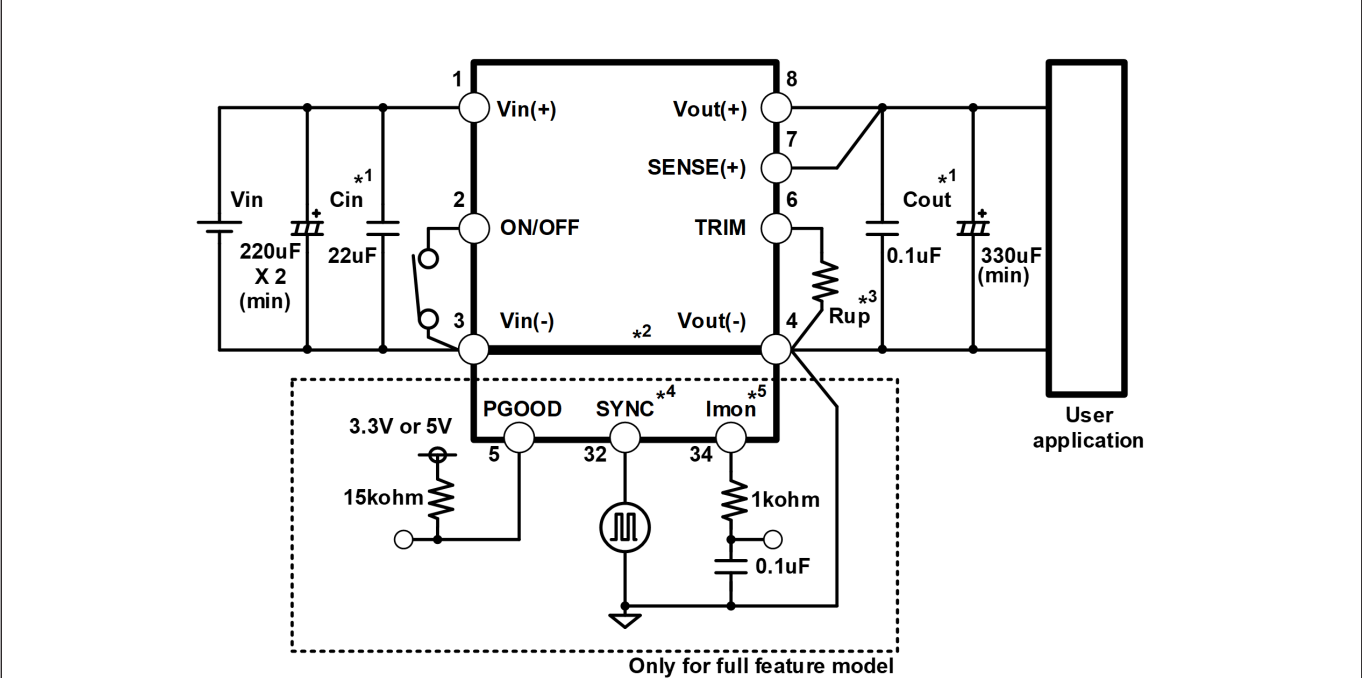 1
8
Vin(+)
Vout(+)
7
SENSE(+)
*1
Vin
Cin
2
6
*1
Cout
ON/OFF
TRIM
+
220uF
X 2
(min)
22uF
+
0.1uF
330uF
(min)
*3
Rup
3
Vin(-)
*2
Vout(-)
4
PGOOD
SYNC*4
Imon*5
3.3V or 5V
5
32
34
User
application
15kohm
1kohm
0.1uF
Only for full feature model